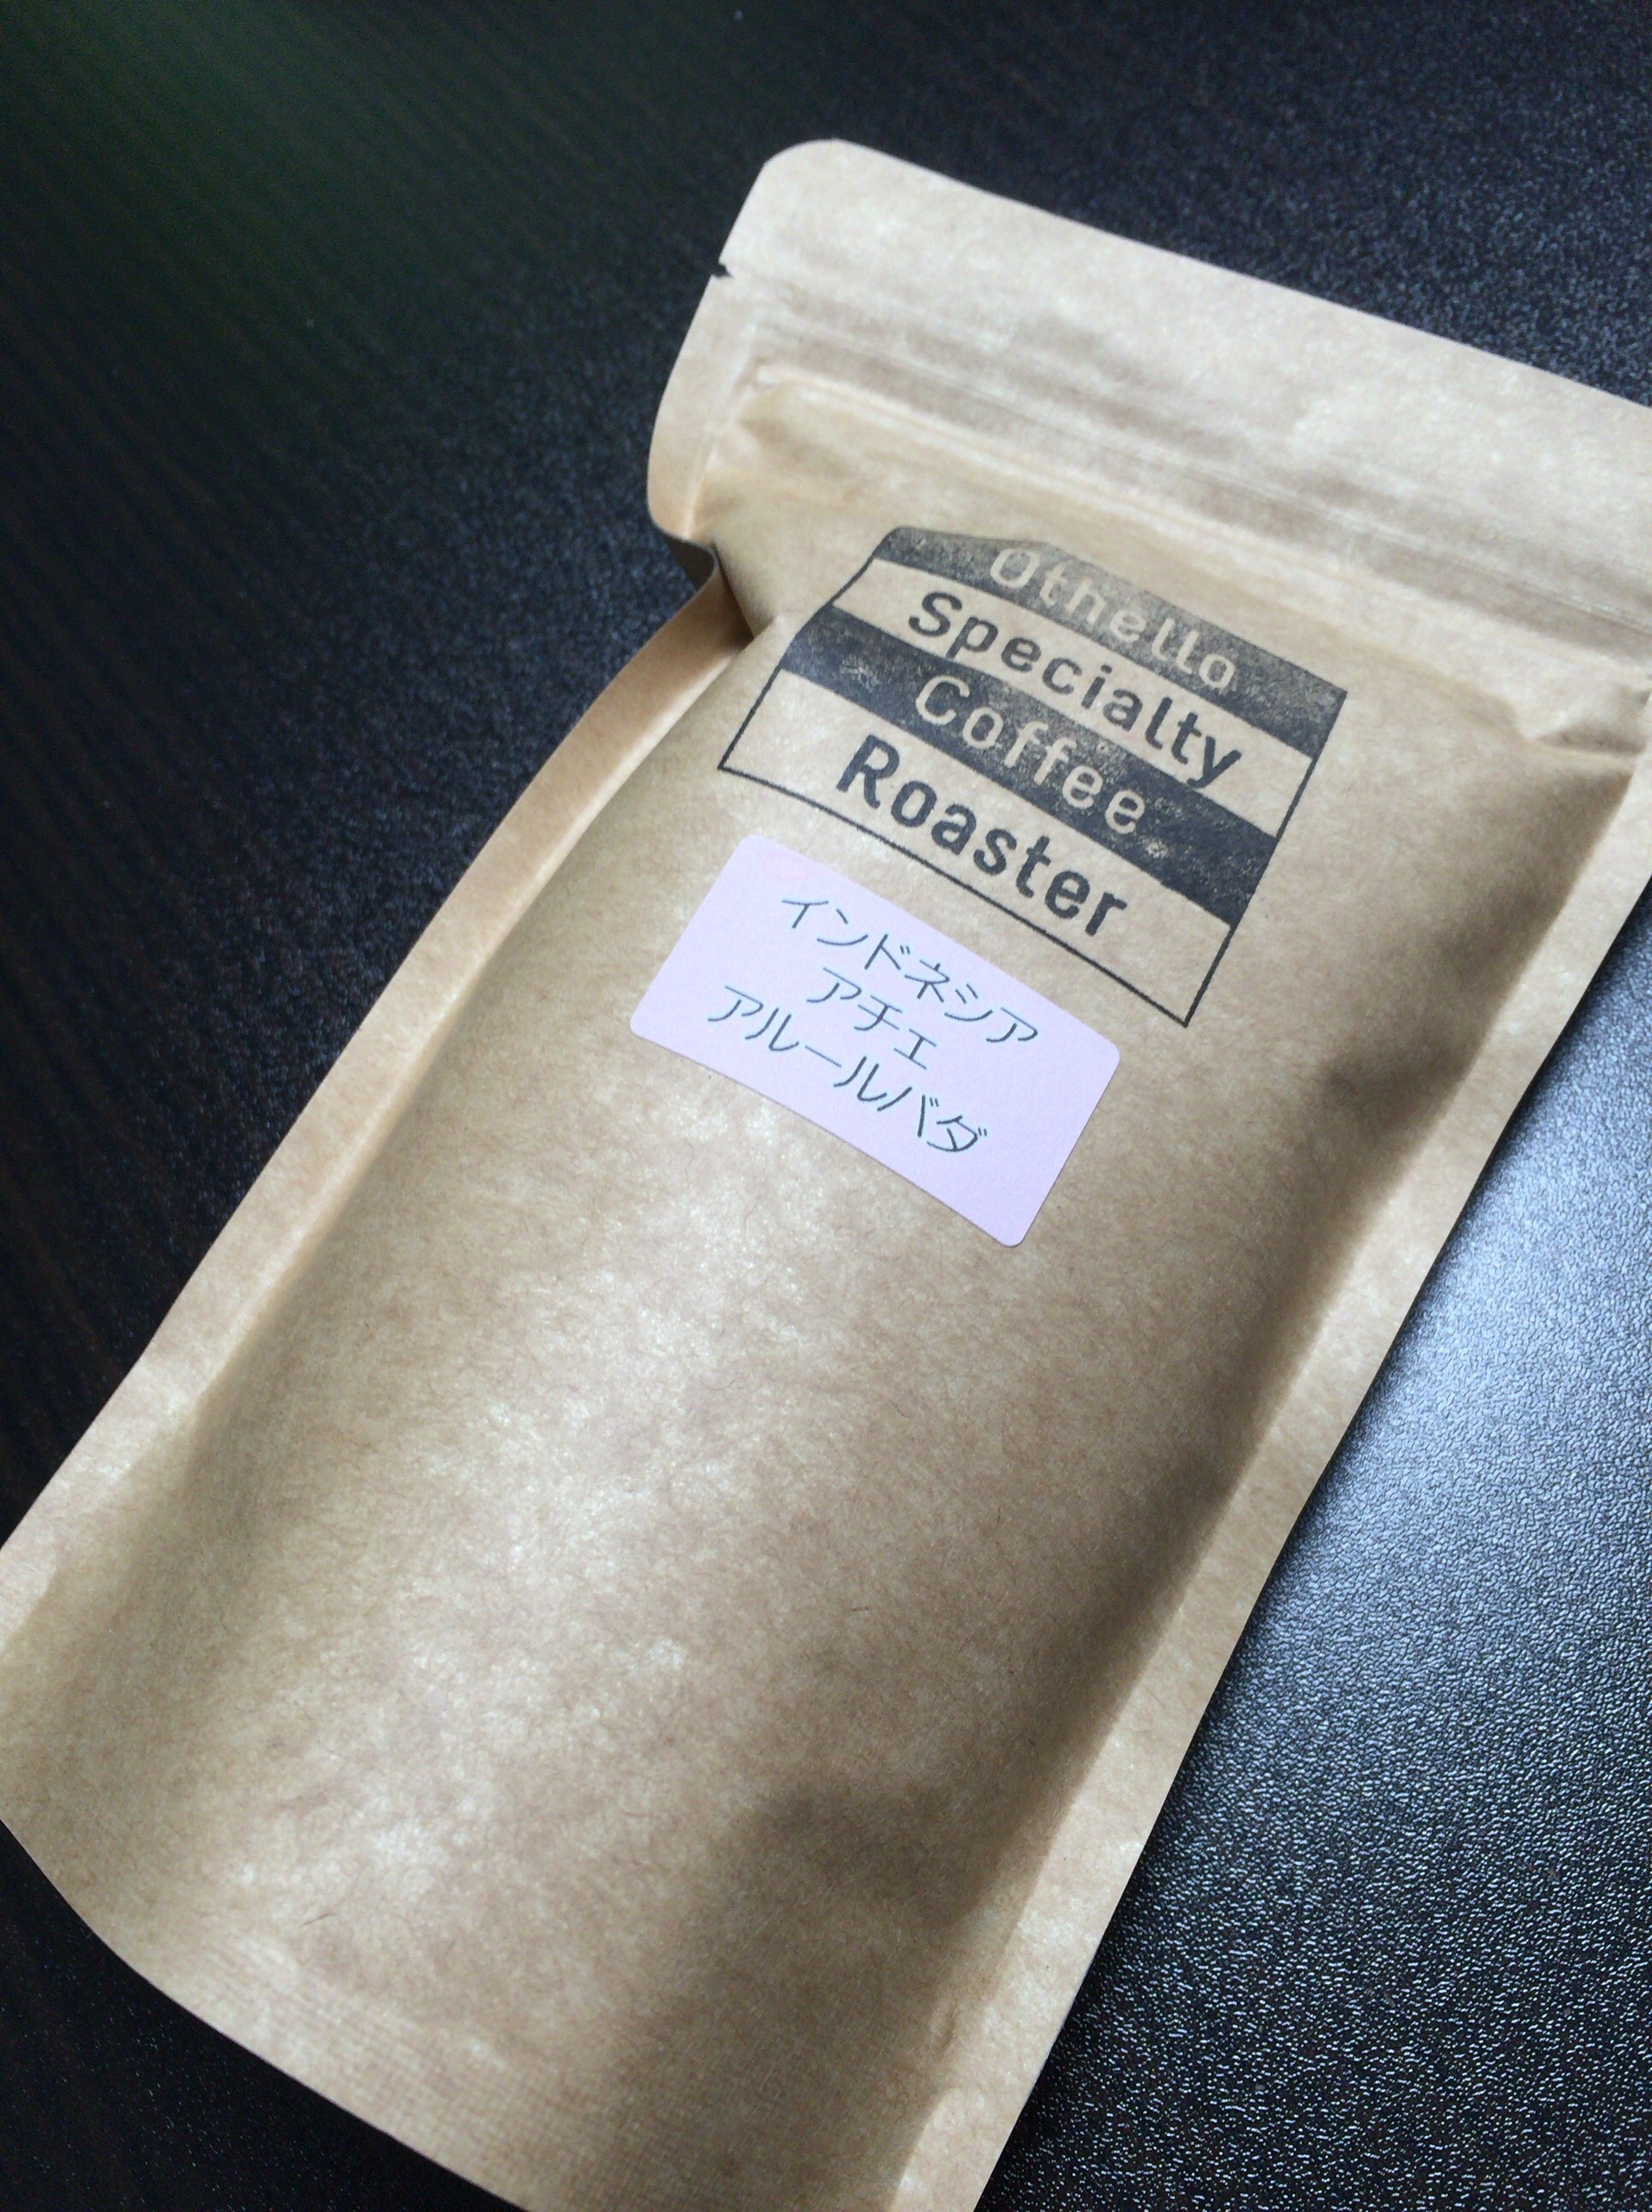 Othello
Specialty
Coffee
Roaster
インドネシア
アチェ
アルールバダ